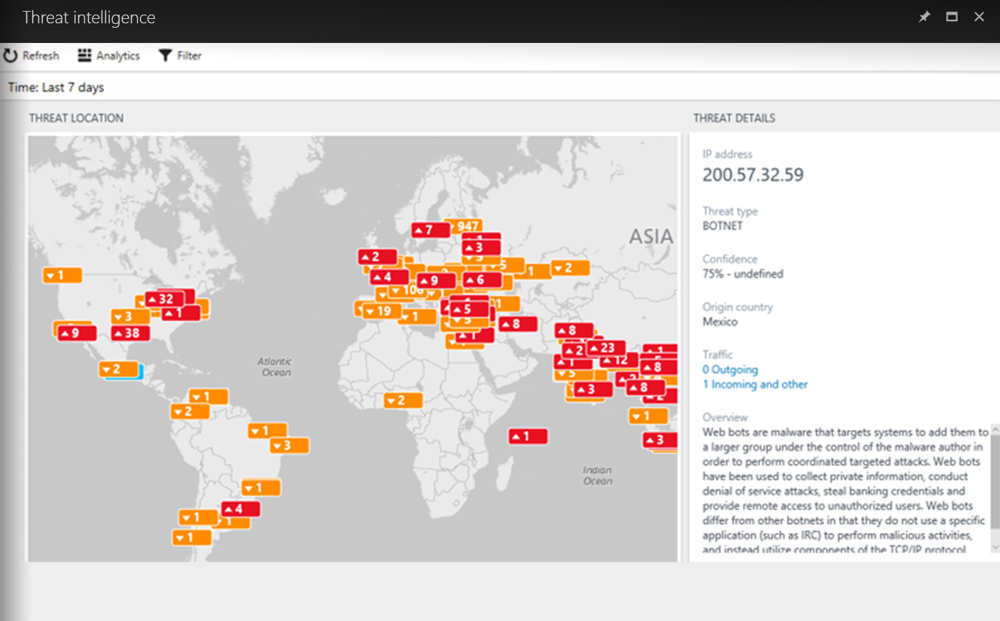 Threat intelligence
Refresh
Analytics
Filter
Time: Last 7 days
THREAT LOCATION
THREAT DETAILS
IP address
200.57.32.59
Threat type
BOTNET
Confidence
75% - undefined
Origin country
Mexico
Traffic
0 Outgoing
1 Incoming and other
Overview
Web bots are malware that targets systems to add them to
a larger group under the control of the malware author in
order to perform coordinated targeted attacks. Web bots
have been used to collect private information, conduct
denial of service attacks, steal banking credentials and
provide remote access to unauthorized users. Web bots
differ from other botnets in that they do not use a specific
application (such as IRC) to perform malicious activities,
and instead utilize components of the TCP/IP protocol
ASIA
Atlantic
Ocean
Indian
Ocean
7
947
3
2
5
1
2
4
9
6
106
19
1
5
1
5
1
8
1
32
1
3
9
38
2
1
2
1
3
1
4
1
1
1
2
1
8
2
23
12
1
8
5
3
8
1
3